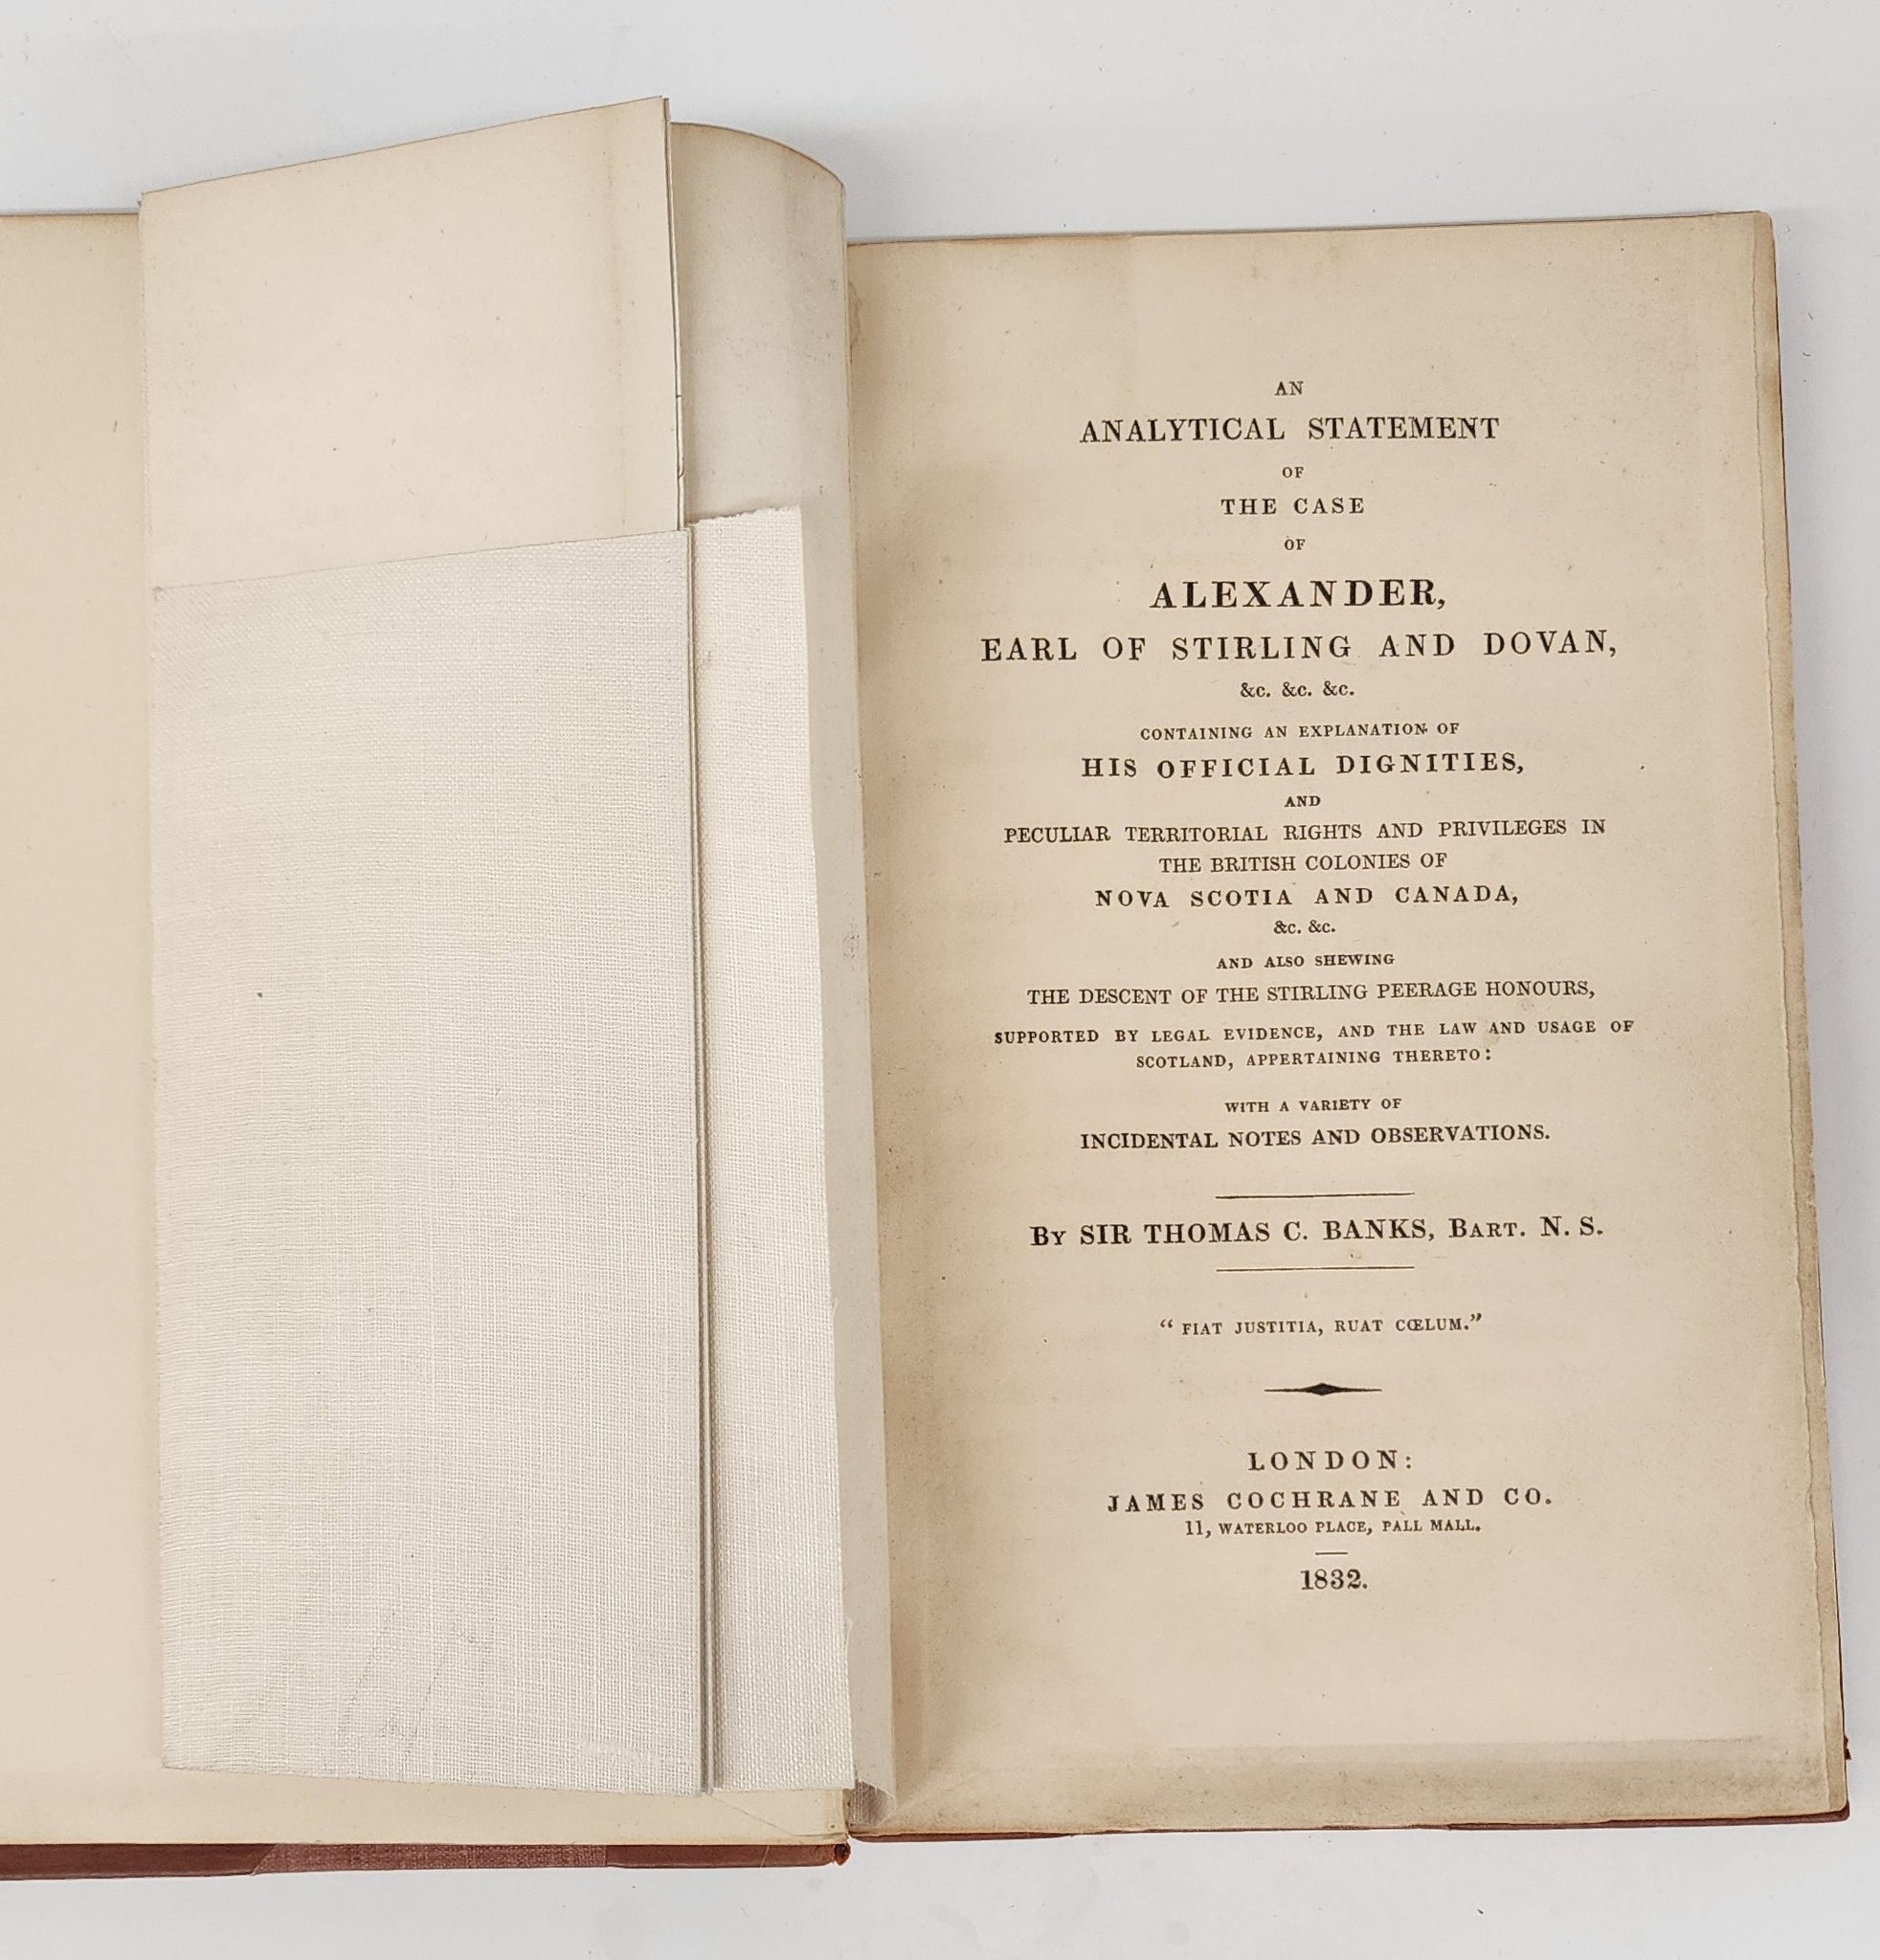 AN
ANALYTICAL STATEMENT
OF
THE CASE
OF
ALEXANDER,
EARL OF STIRLING AND DOVAN,
&c. &c. &c.
CONTAINING AN EXPLANATION OF
HIS OFFICIAL DIGNITIES,
AND
PECULIAR TERRITORIAL RIGHTS AND PRIVILEGES IN
THE BRITISH COLONIES OF
NOVA SCOTIA AND CANADA,
&c. &c.
AND ALSO SHEWING
THE DESCENT OF THE STIRLING PEERAGE HONOURS,
SUPPORTED BY LEGAL EVIDENCE, AND THE LAW AND USAGE OF
SCOTLAND, APPERTAINING THERETO:
WITH A VARIETY OF
INCIDENTAL NOTES AND OBSERVATIONS.
BY SIR THOMAS C. BANKS, BART. N. S.
“FIAT JUSTITIA, RUAT CŒLUM.”
LONDON:
JAMES COCHRANE AND CO.
11, WATERLOO PLACE, PALL MALL.
1832.